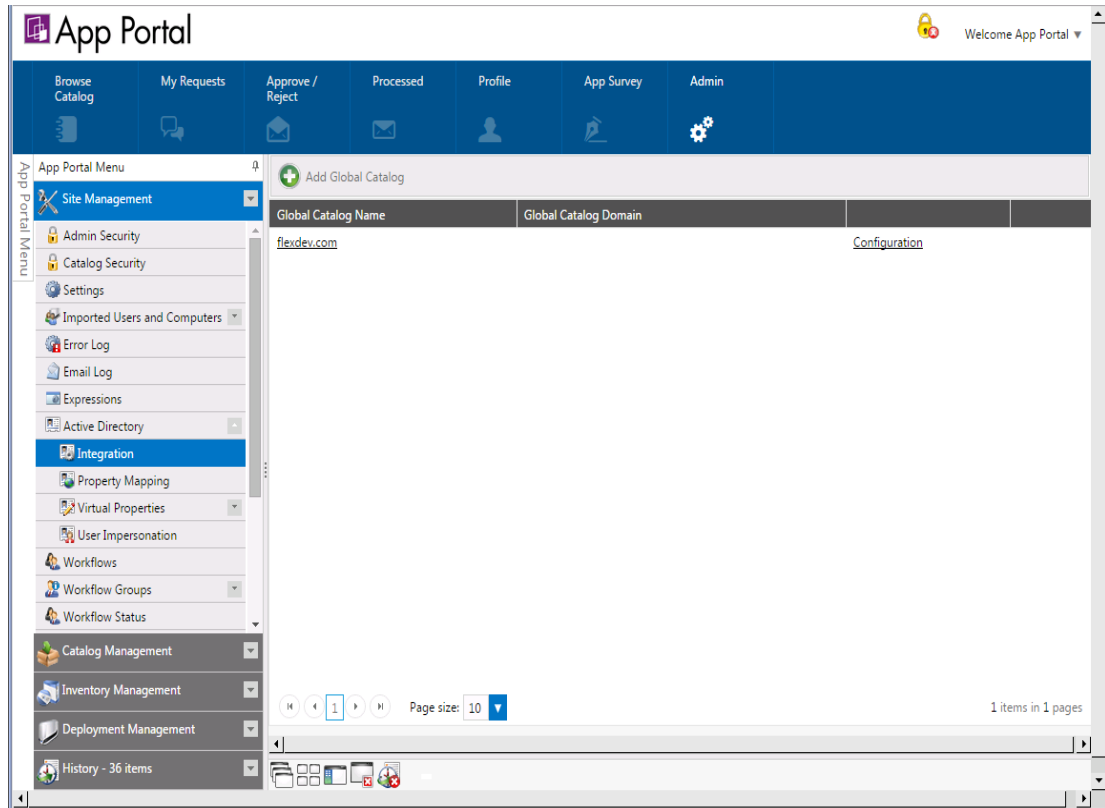 App Portal
Welcome App Portal
Browse Catalog
My Requests
Approve / Reject
Processed
Profile
App Survey
Admin
App Portal Menu
App Portal Menu
Site Management
Admin Security
Catalog Security
Settings
Imported Users and Computers
Error Log
Email Log
Expressions
Active Directory
Integration
Property Mapping
Virtual Properties
User Impersonation
Workflows
Workflow Groups
Workflow Status
Catalog Management
Inventory Management
Deployment Management
History - 36 items
Add Global Catalog
Global Catalog Name
Global Catalog Domain
flexdev.com
Configuration
1
Page size: 10
1 items in 1 pages